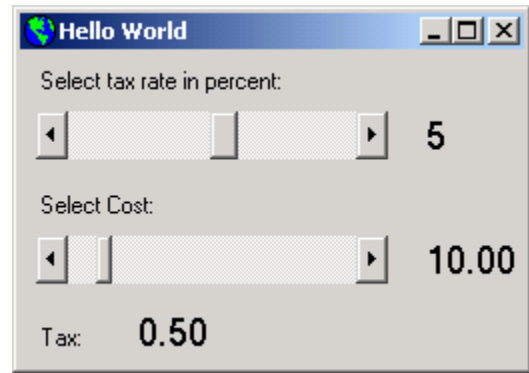 Hello World
Select tax rate in percent:
5
Select Cost:
10.00
Tax: 0.50